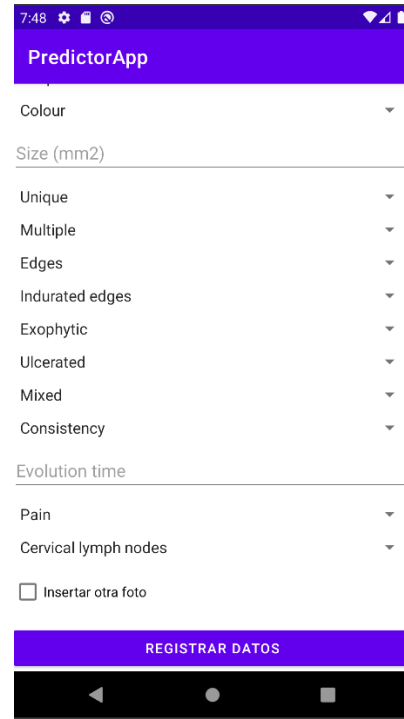 7:48
PredictorApp
Colour
Size (mm2)
Unique
Multiple
Edges
Indurated edges
Exophytic
Ulcerated
Mixed
Consistency
Evolution time
Pain
Cervical lymph nodes
Insertar otra foto
REGISTRAR DATOS